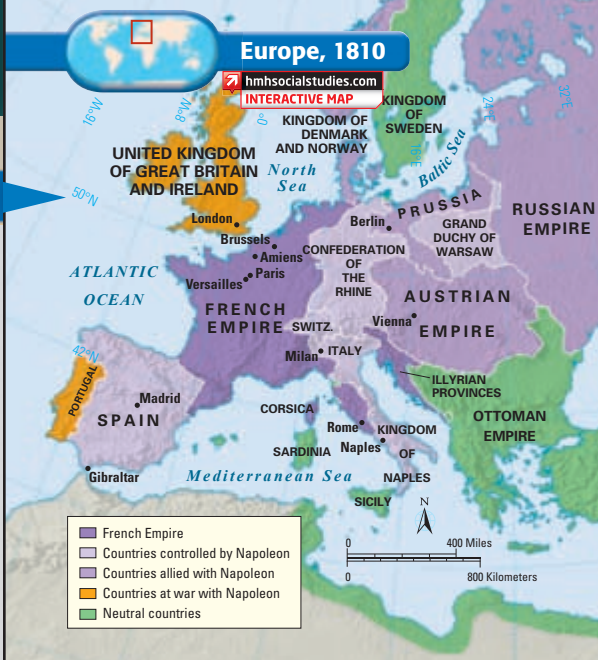 Europe, 1810
hmhsocialstudies.com
INTERACTIVE MAP
16°W
8°W
0°
16°E
24°E
32°E
50°N
42°N
KINGDOM
OF
SWEDEN
KINGDOM OF
DENMARK
AND NORWAY
UNITED KINGDOM
OF GREAT BRITAIN
AND IRELAND
North
Sea
Baltic Sea
London
Berlin
PRUSSIA
RUSSIAN
EMPIRE
GRAND
DUCHY OF
WARSAW
Brussels
Amiens
Paris
Versailles
CONFEDERATION
OF
THE
RHINE
ATLANTIC
OCEAN
FRENCH
EMPIRE
AUSTRIAN
EMPIRE
Vienna
SWITZ.
Milan
ITALY
ILLYRIAN
PROVINCES
PORTUGAL
Madrid
SPAIN
CORSICA
Rome
Naples
KINGDOM
OF
NAPLES
OTTOMAN
EMPIRE
SARDINIA
Gibraltar
Mediterranean Sea
SICILY
N
French Empire
Countries controlled by Napoleon
Countries allied with Napoleon
Countries at war with Napoleon
Neutral countries
0 400 Miles
0 800 Kilometers